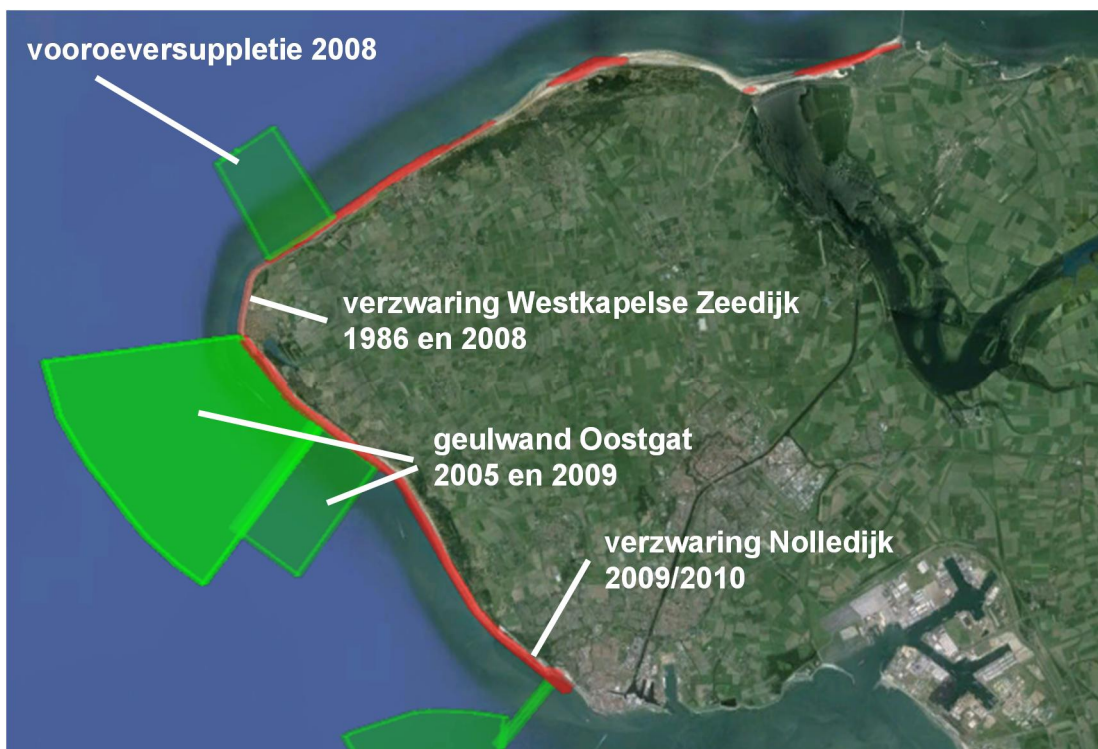 vooroeversuppletie 2008
verzwaring Westkapelse Zeedijk
1986 en 2008
geulwand Oostgat
2005 en 2009
verzwaring Nolledijk
2009/2010